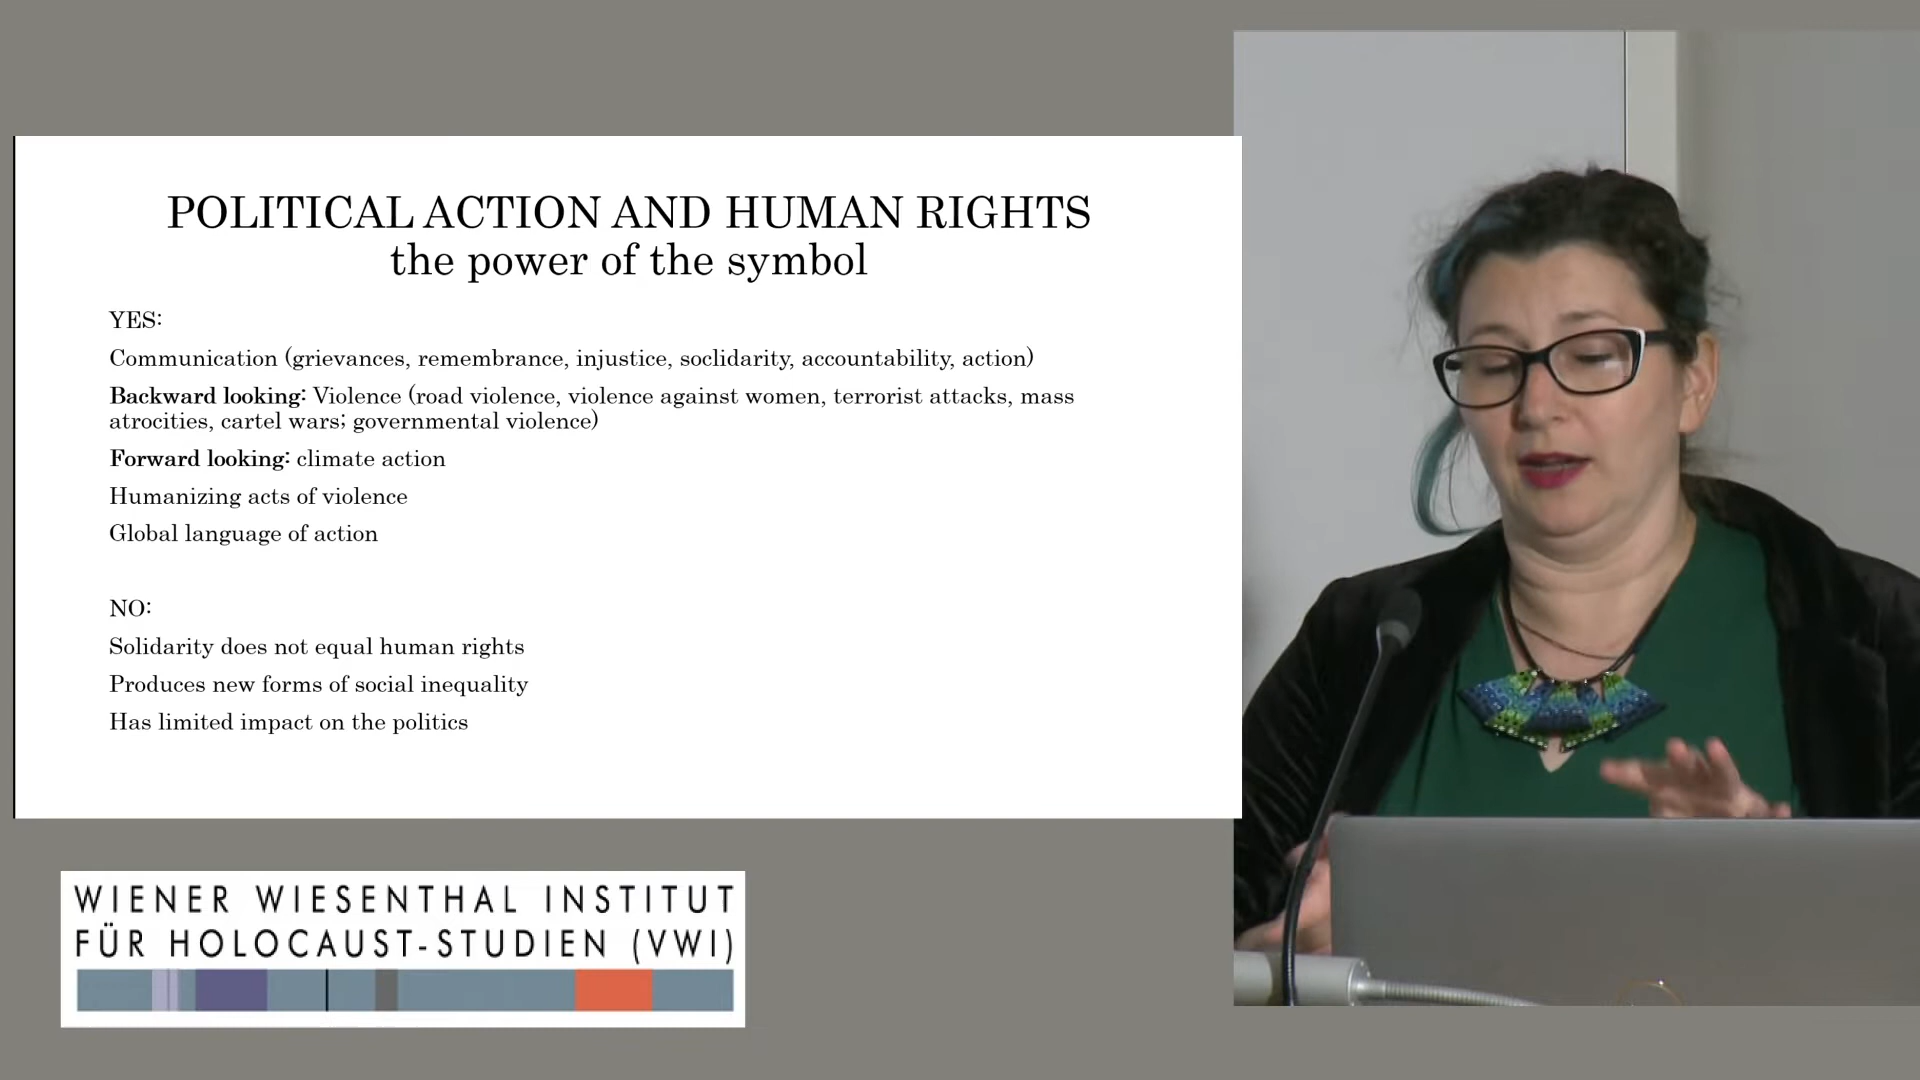 POLITICAL ACTION AND HUMAN RIGHTS
the power of the symbol
YES:
Communication (grievances, remembrance, injustice, soclidarity, accountability, action)
Backward looking: Violence (road violence, violence against women, terrorist attacks, mass
atrocities, cartel wars; governmental violence)
Forward looking: climate action
Humanizing acts of violence
Global language of action
NO:
Solidarity does not equal human rights
Produces new forms of social inequality
Has limited impact on the politics
WIENER WIESENTHAL INSTITUT
FÜR HOLOCAUST-STUDIEN (VWI)